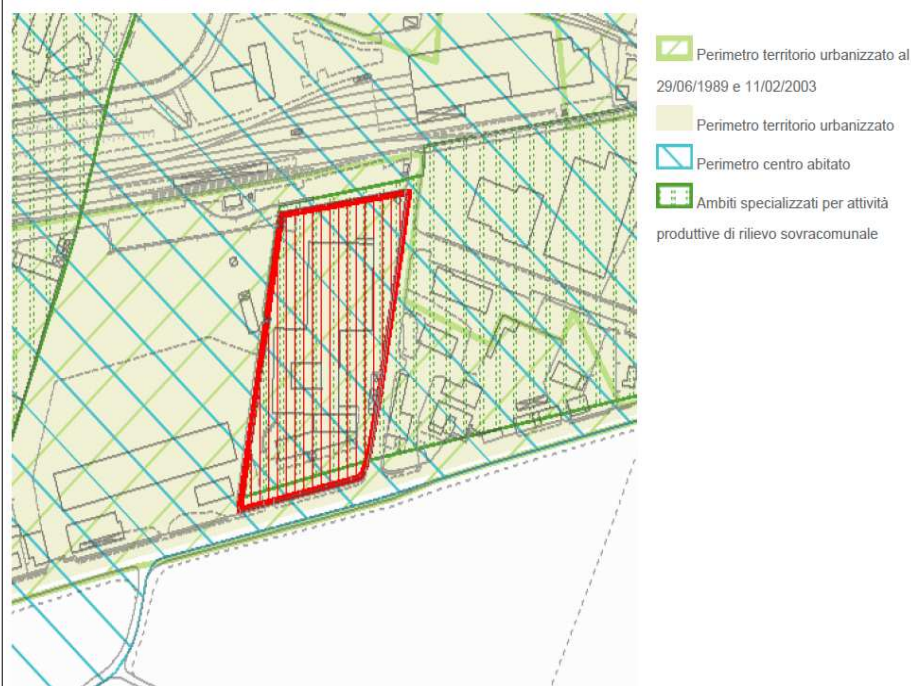 Perimetro territorio urbanizzato al
29/06/1989 e 11/02/2003
Perimetro territorio urbanizzato
Perimetro centro abitato
Ambiti specializzati per attività
produttive di rilievo sovracomunale